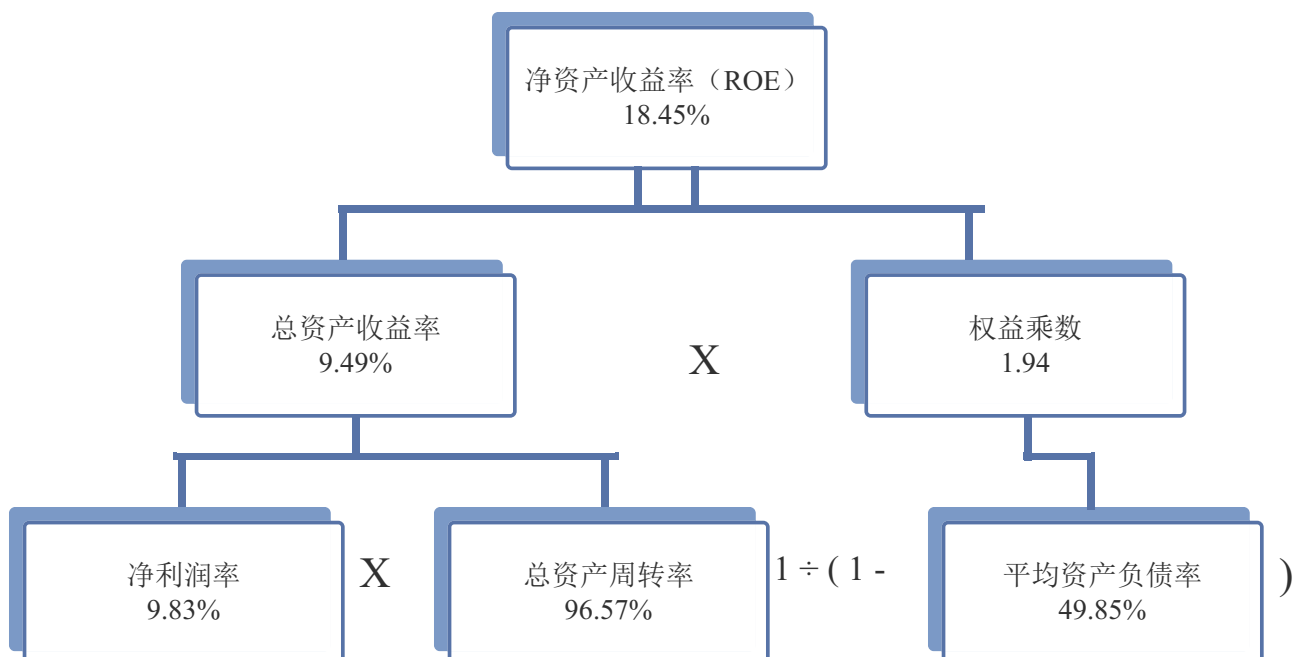 净资产收益率（ROE）
18.45%
总资产收益率
9.49%
X
权益乘数
1.94
净利润率
9.83%
X
总资产周转率
96.57%
1 ÷ ( 1 -
平均资产负债率
49.85%
)